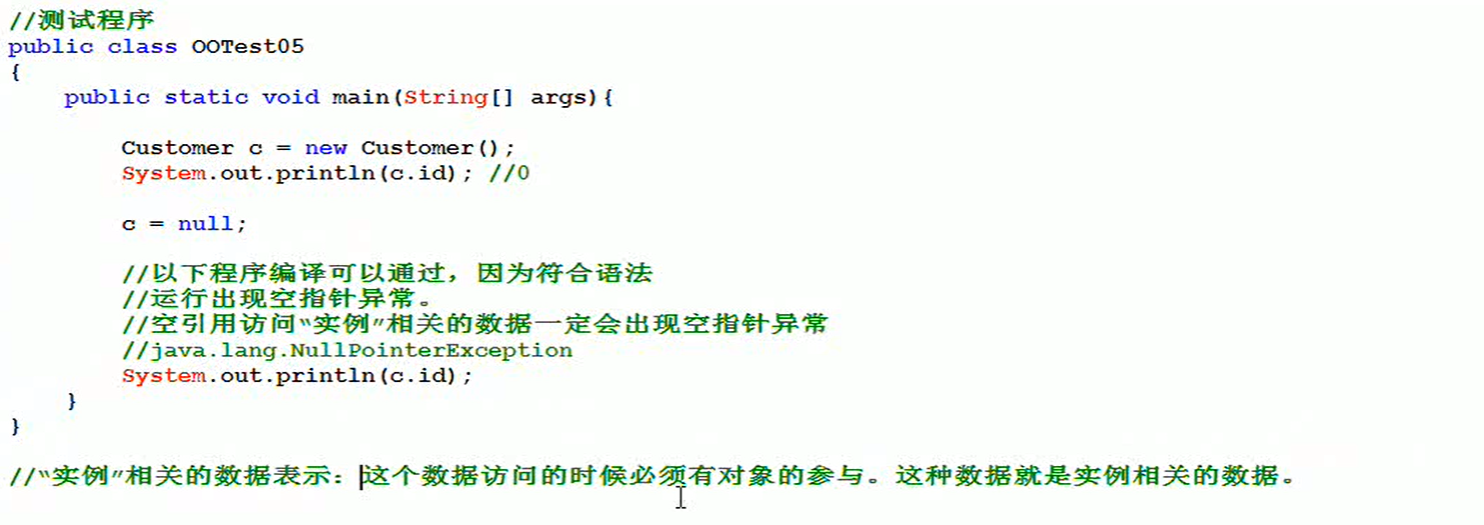 //测试程序
public class OOTest05
{
    public static void main(String[] args){
        Customer c = new Customer();
        System.out.println(c.id); //0
        c = null;
        //以下程序编译可以通过，因为符合语法
        //运行出现空指针异常。
        //空引用访问“实例”相关的数据一定会出现空指针异常
        //java.lang.NullPointerException
        System.out.println(c.id);
    }
}
//“实例”相关的数据表示：这个数据访问的时候必须有对象的参与。这种数据就是实例相关的数据。